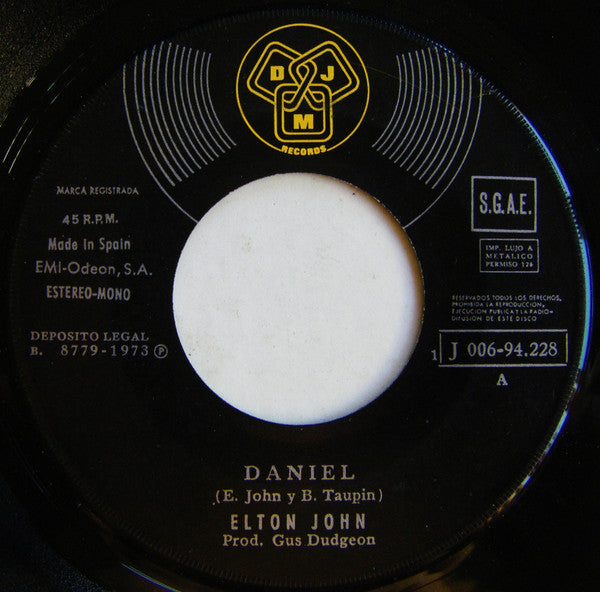 D J
M
RECORDS
MARCA REGISTRADA
45 R.P.M.
Made in Spain
EMI-Odeon, S.A.
ESTEREO-MONO
DEPOSITO LEGAL
B. 8779-1973 Ⓟ
S.G.A.E.
IMP. LUJO A
METALICO
PERMISO 128
RESERVADOS TODOS LOS DERECHOS,
PROHIBIDA LA REPRODUCCION,
EJECUCION PUBLICA Y LA RADIO-
DIFUSION DE ESTE DISCO
1 J 006-94.228
A
DANIEL
(E. John y B. Taupin)
ELTON JOHN
Prod. Gus Dudgeon